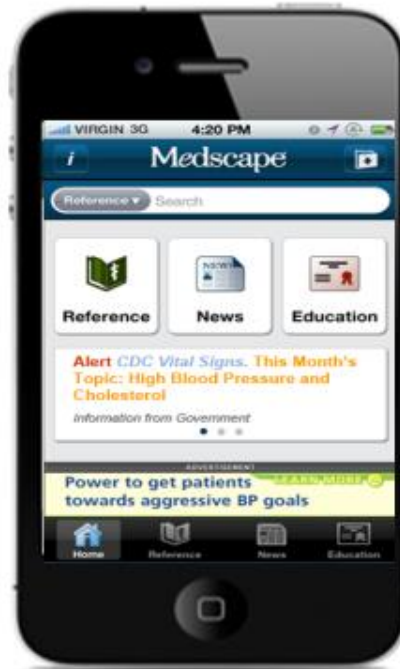 VIRGIN 3G 4:20 PM
i Medscape
Reference ▾ Search
NEWS
Reference News Education
Alert CDC Vital Signs. This Month's
Topic: High Blood Pressure and
Cholesterol
Information from Government
ADVERTISEMENT
Power to get patients LEARN MORE
towards aggressive BP goals
Home Reference News Education